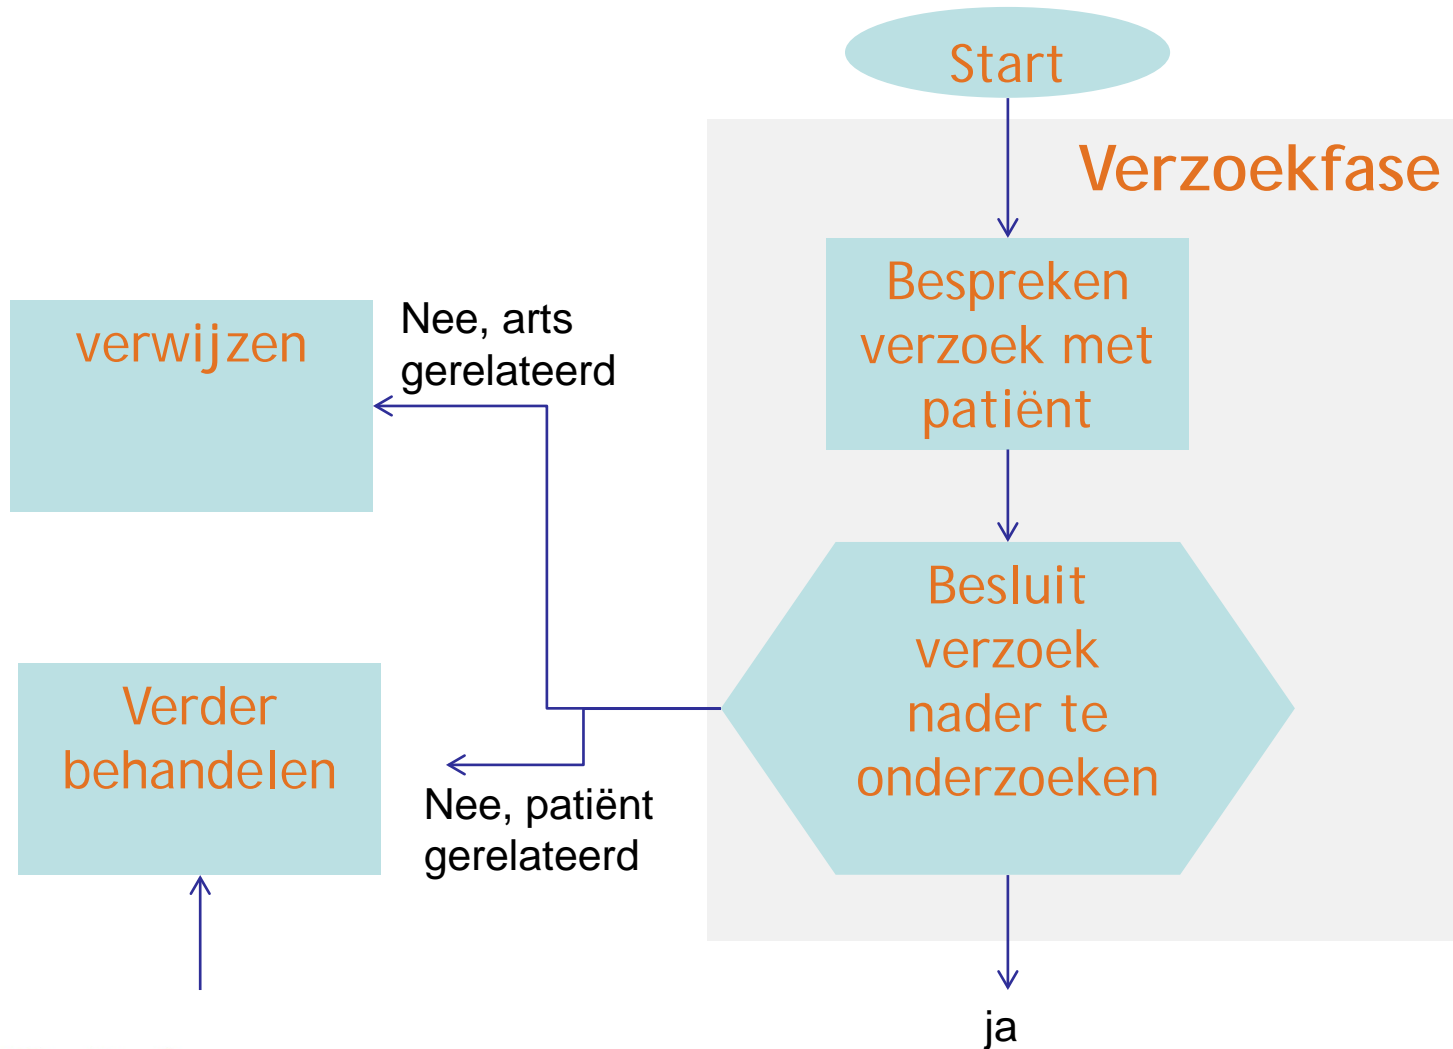 Start
Verzoekfase
Bespreken
verzoek met
patiënt
verwijzen
Nee, arts
gerelateerd
Besluit
verzoek
nader te
onderzoeken
Verder
behandelen
Nee, patiënt
gerelateerd
ja